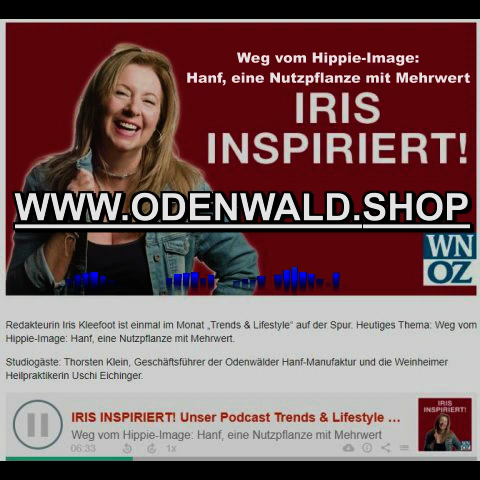 Weg vom Hippie-Image:
Hanf, eine Nutzpflanze mit Mehrwert
IRIS
INSPIRIERT!
WWW.ODENWALD.SHOP
WN
OZ
Redakteurin Iris Kleefoot ist einmal im Monat „Trends & Lifestyle“ auf der Spur. Heutiges Thema: Weg vom
Hippie-Image: Hanf, eine Nutzpflanze mit Mehrwert.
Studiogäste: Thorsten Klein, Geschäftsführer der Odenwälder Hanf-Manufaktur und die Weinheimer
Heilpraktikerin Uschi Eichinger.
IRIS INSPIRIERT! Unser Podcast Trends & Lifestyle ...
Weg vom Hippie-Image: Hanf, eine Nutzpflanze mit Mehrwert
06:33 1x
IRIS
INSPIRIERT!
WN
OZ